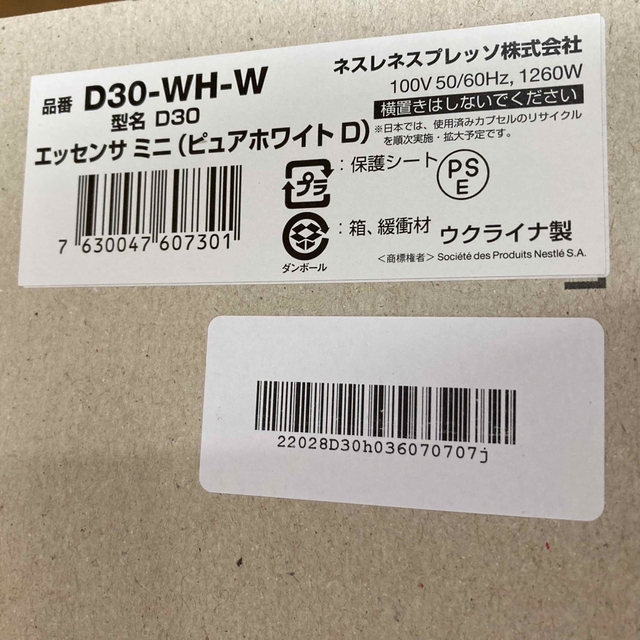 品番 D30-WH-W
型名 D30
エッセンサ ミニ(ピュアホワイト D)
7 630047 607301
ネスレネスプレッソ株式会社
100V 50/60Hz, 1260W
横置きはしないでください
※日本では、使用済みカプセルのリサイクル
を順次実施・拡大予定です。
プラ
：保護シート
PS
E
ダンボール
：箱、緩衝材
ウクライナ製
<商標権者> Société des Produits Nestlé S.A.
22028D30h036070707j